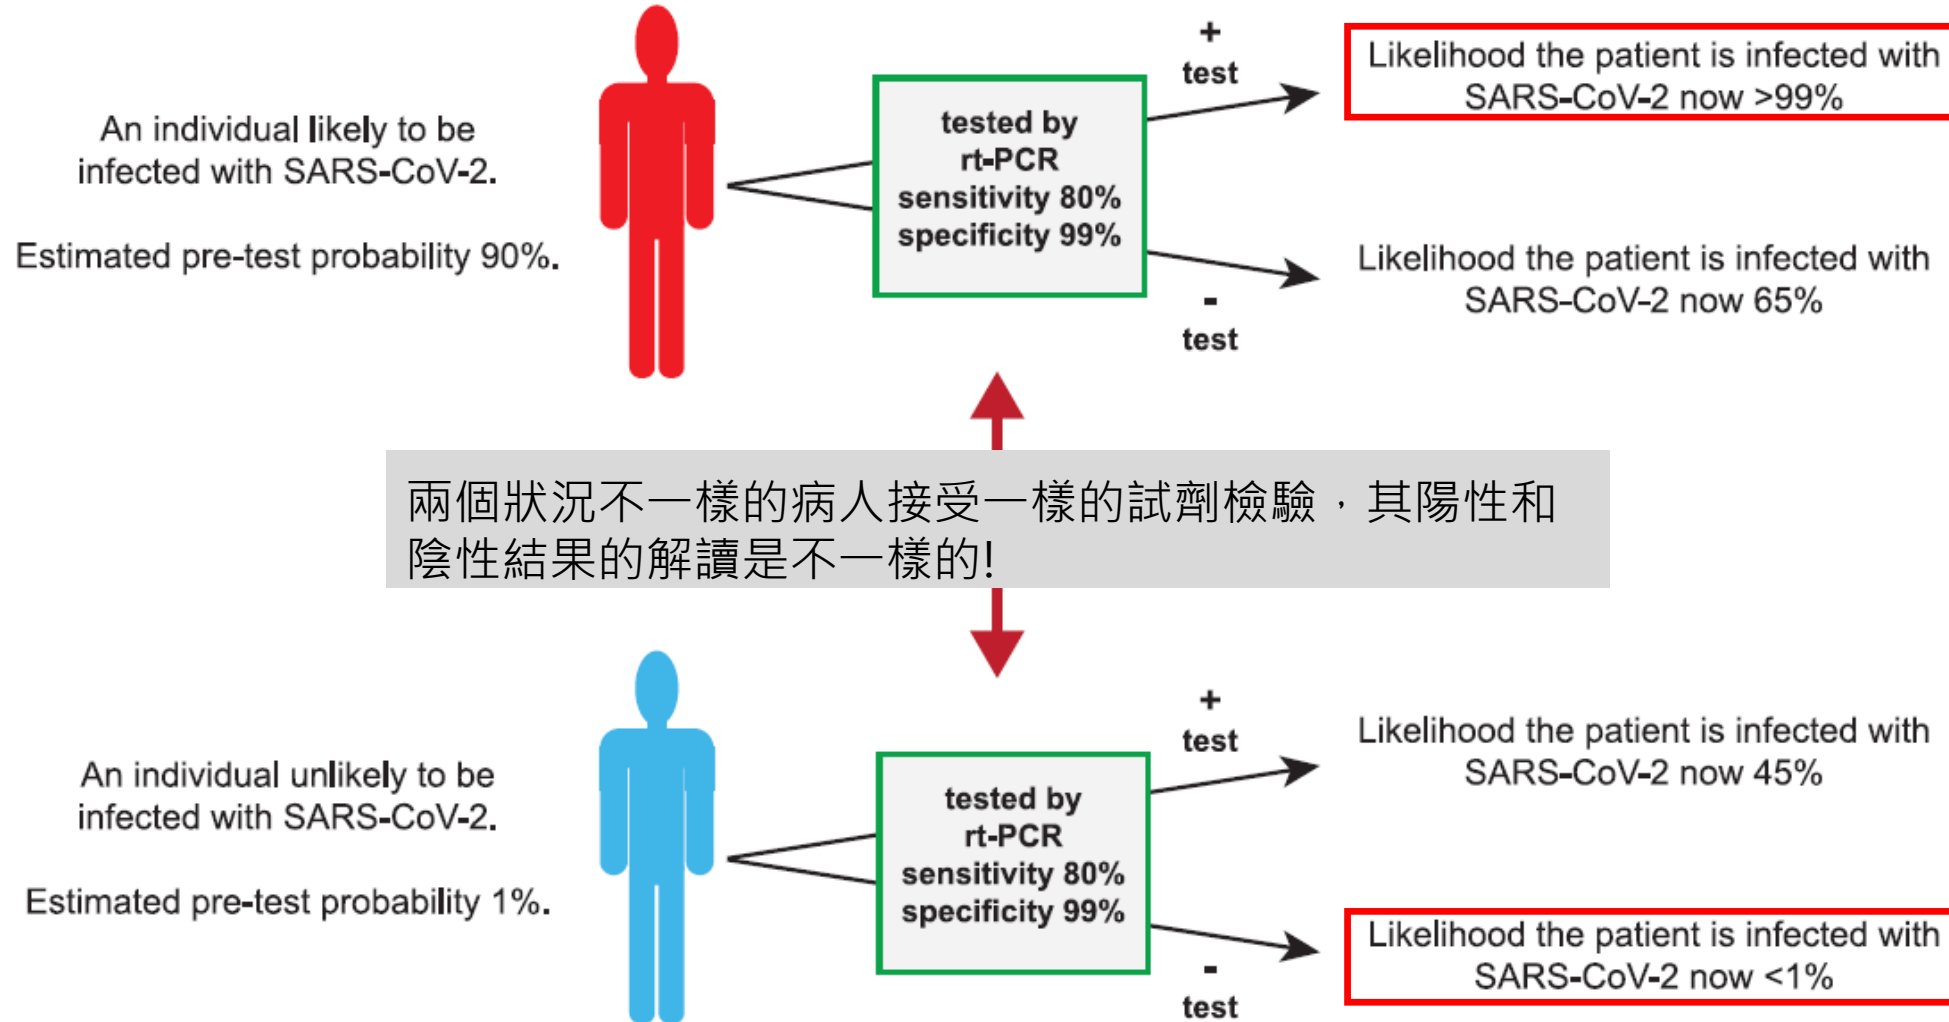 An individual likely to be
infected with SARS-CoV-2.
Estimated pre-test probability 90%.
tested by
rt-PCR
sensitivity 80%
specificity 99%
+
test
Likelihood the patient is infected with
SARS-CoV-2 now >99%
-
test
Likelihood the patient is infected with
SARS-CoV-2 now 65%
兩個狀況不一樣的病人接受一樣的試劑檢驗，其陽性和
陰性結果的解讀是不一樣的!
An individual unlikely to be
infected with SARS-CoV-2.
Estimated pre-test probability 1%.
tested by
rt-PCR
sensitivity 80%
specificity 99%
+
test
Likelihood the patient is infected with
SARS-CoV-2 now 45%
-
test
Likelihood the patient is infected with
SARS-CoV-2 now <1%